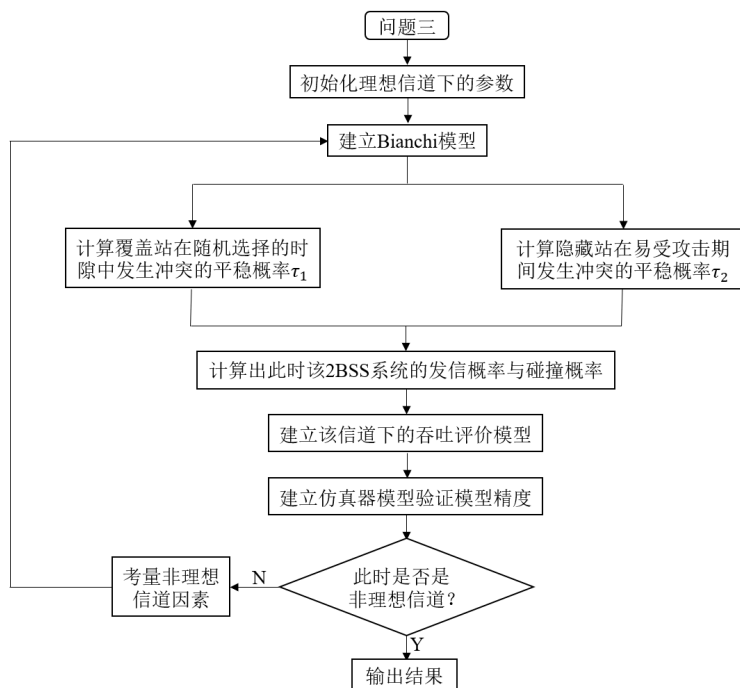 问题三
初始化理想信道下的参数
建立Bianchi模型
计算覆盖站在随机选择的时
隙中发生冲突的平稳概率τ₁
计算隐藏站在易受攻击期
间发生冲突的平稳概率τ₂
计算出此时该2BSS系统的发信概率与碰撞概率
建立该信道下的吞吐评价模型
建立仿真器模型验证模型精度
此时是否是
非理想信道？
N
考量非理想
信道因素
Y
输出结果